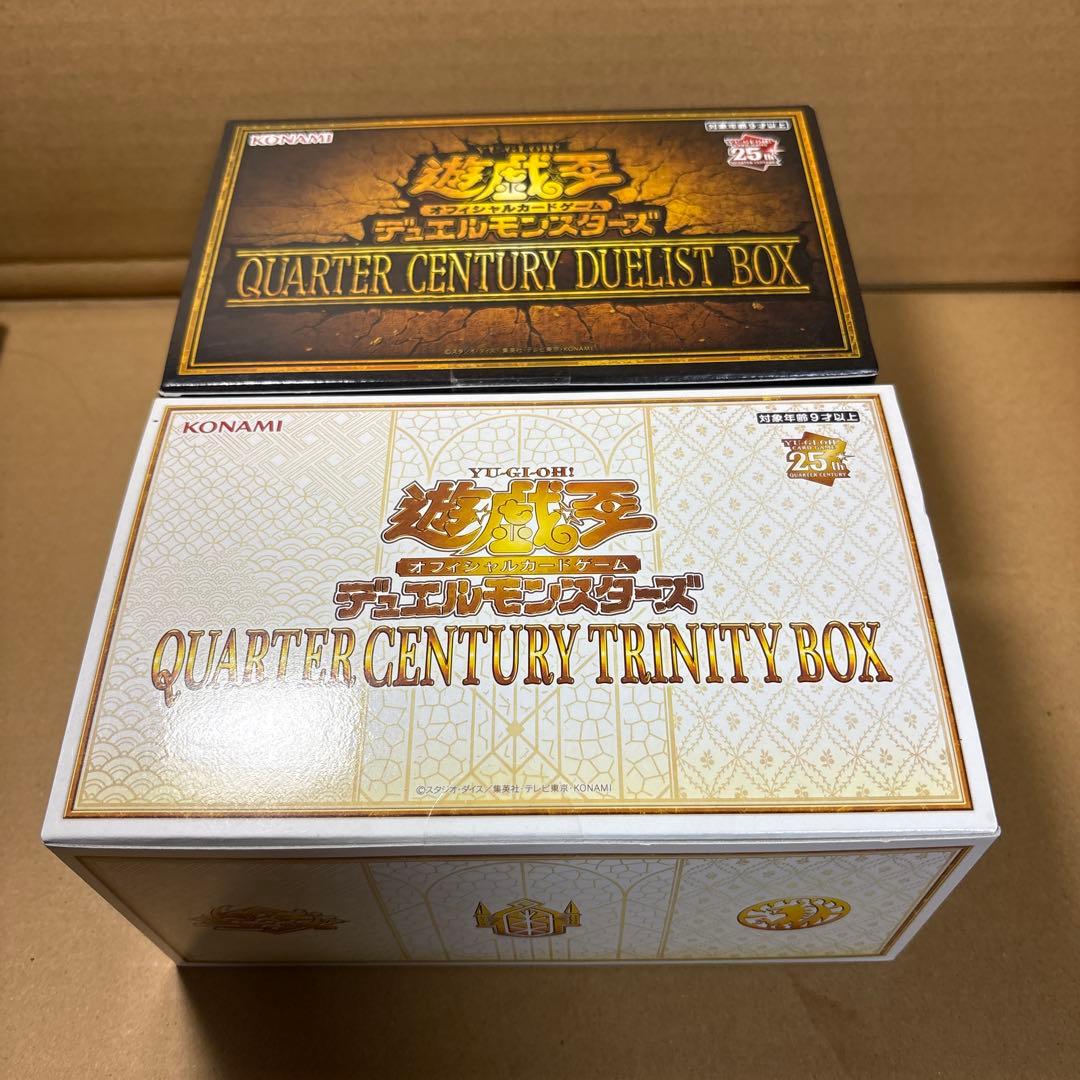 KONAMI
対象年齢9才以上
YU-GI-OH!
25th
QUARTER CENTURY
遊戯王
オフィシャルカードゲーム
デュエルモンスターズ
QUARTER CENTURY DUELIST BOX
©スタジオ・ダイス/集英社・テレビ東京・KONAMI
KONAMI
対象年齢9才以上
YU-GI-OH!
CARD GAME
25th
QUARTER CENTURY
YU-GI-OH!
遊戯王
オフィシャルカードゲーム
デュエルモンスターズ
QUARTER CENTURY TRINITY BOX
©スタジオ・ダイス/集英社・テレビ東京・KONAMI